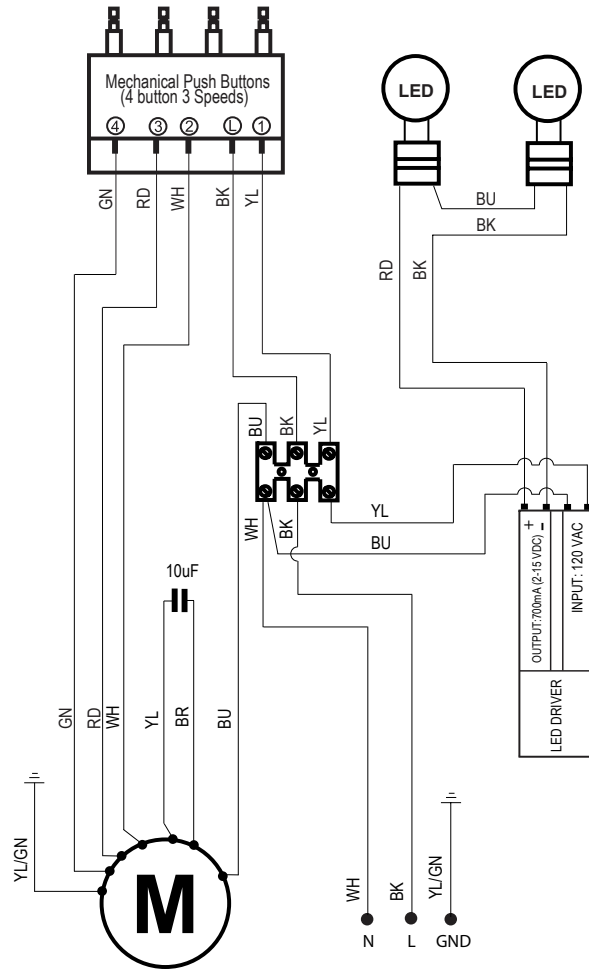 Mechanical Push Buttons
(4 button 3 Speeds)
4 3 2 L 1
GN RD WH BK YL
LED LED
BU
BK
RD BK
BU BK YL
WH BK
YL
BU
10uF
GN RD WH YL BR BU
+ -
OUTPUT:700mA (2-15 VDC)
INPUT: 120 VAC
LED DRIVER
YL/GN
M
WH BK YL/GN
N L GND